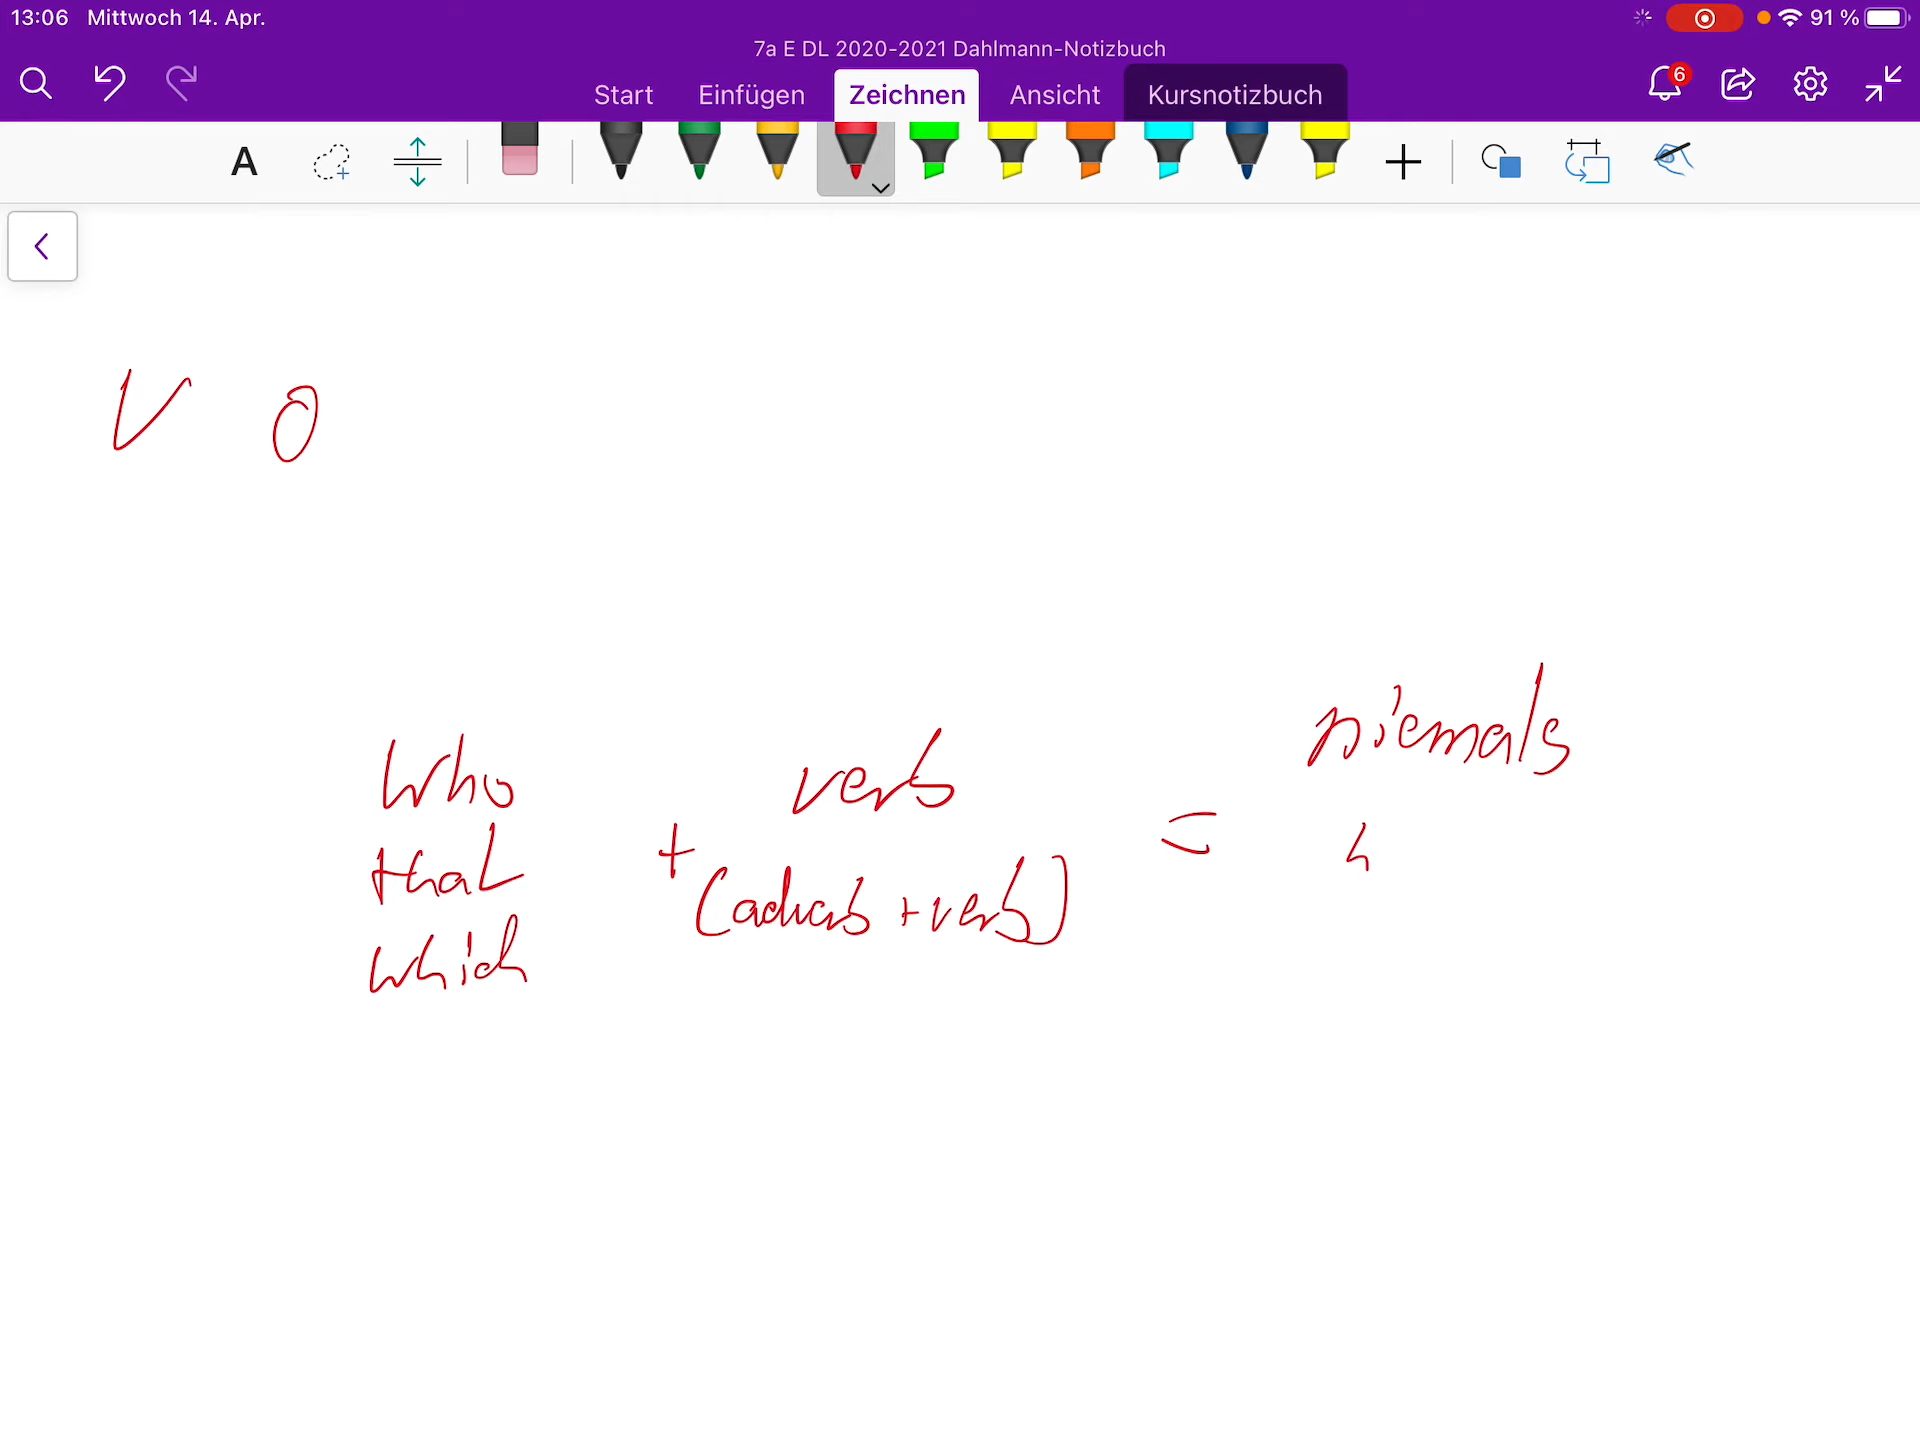 13:06 Mittwoch 14. Apr.
91 %
7a E DL 2020-2021 Dahlmann-Notizbuch
6
Start Einfügen Zeichnen Ansicht Kursnotizbuch
A
V O
niemals
who verb
that + =
(adverb + verb)
which